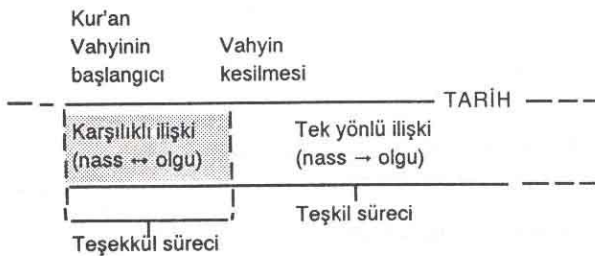 Kur'an
Vahyinin
başlangıcı
Vahyin
kesilmesi
TARİH
Karşılıklı ilişki
(nass ↔ olgu)
Tek yönlü ilişki
(nass → olgu)
Teşkil süreci
Teşekkül süreci